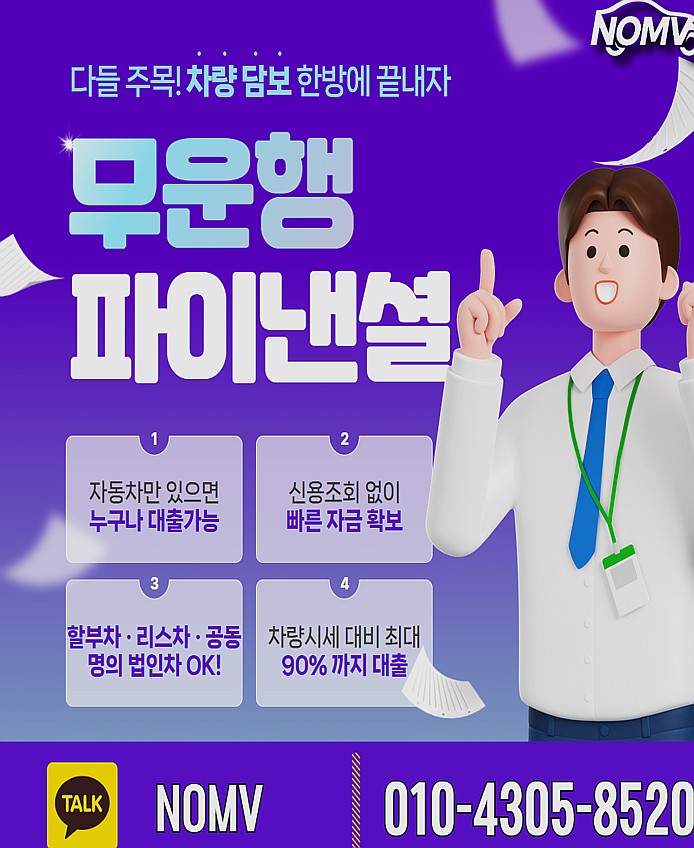 NOMV
다들 주목! 차량 담보 한방에 끝내자
무운행
파이낸셜
1
자동차만 있으면
누구나 대출가능
2
신용조회 없이
빠른 자금 확보
3
할부차 · 리스차 · 공동
명의 법인차 OK!
4
차량시세 대비 최대
90% 까지 대출
TALK
NOMV
010-4305-8520